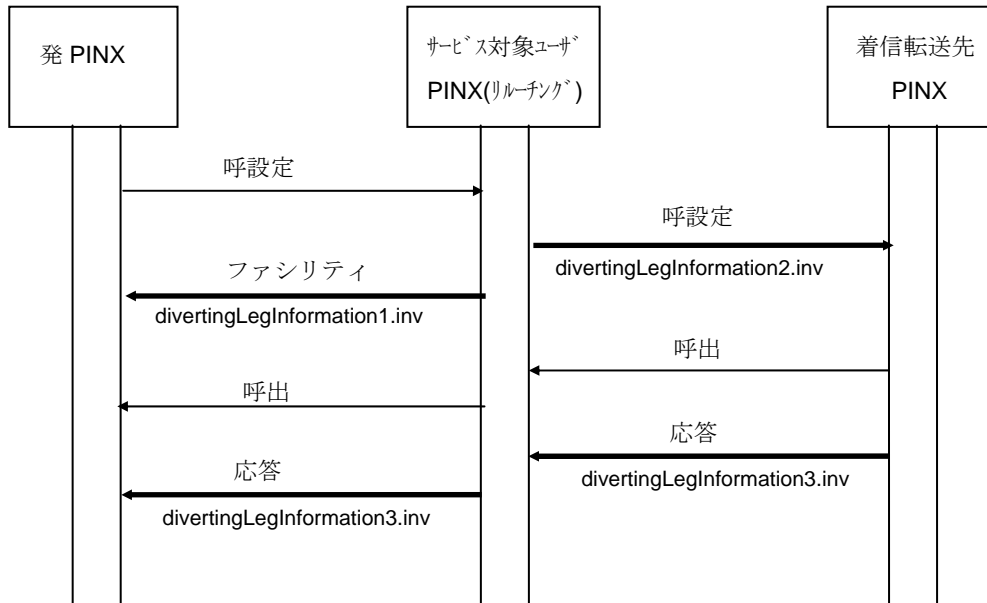 発 PINX
サービス対象ユーザ
PINX(リルーチング)
着信転送先
PINX
呼設定
呼設定
divertingLegInformation2.inv
ファシリティ
divertingLegInformation1.inv
呼出
呼出
応答
divertingLegInformation3.inv
応答
divertingLegInformation3.inv